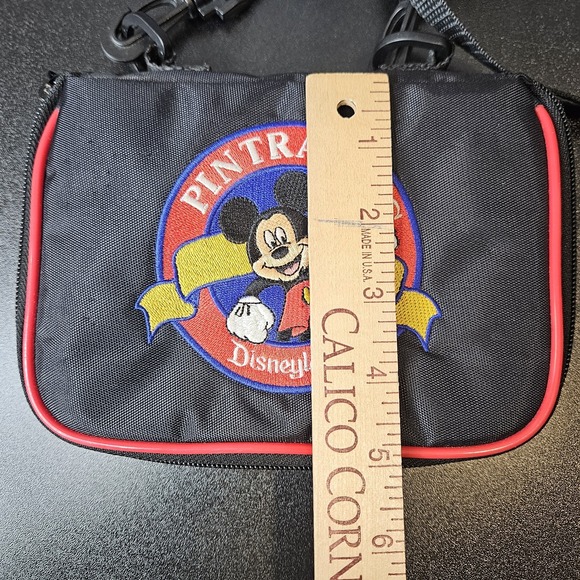 PIN TRA
Disneyl
1
2
MADE IN U.S.A.
3
4
5
6
CALICO CORN